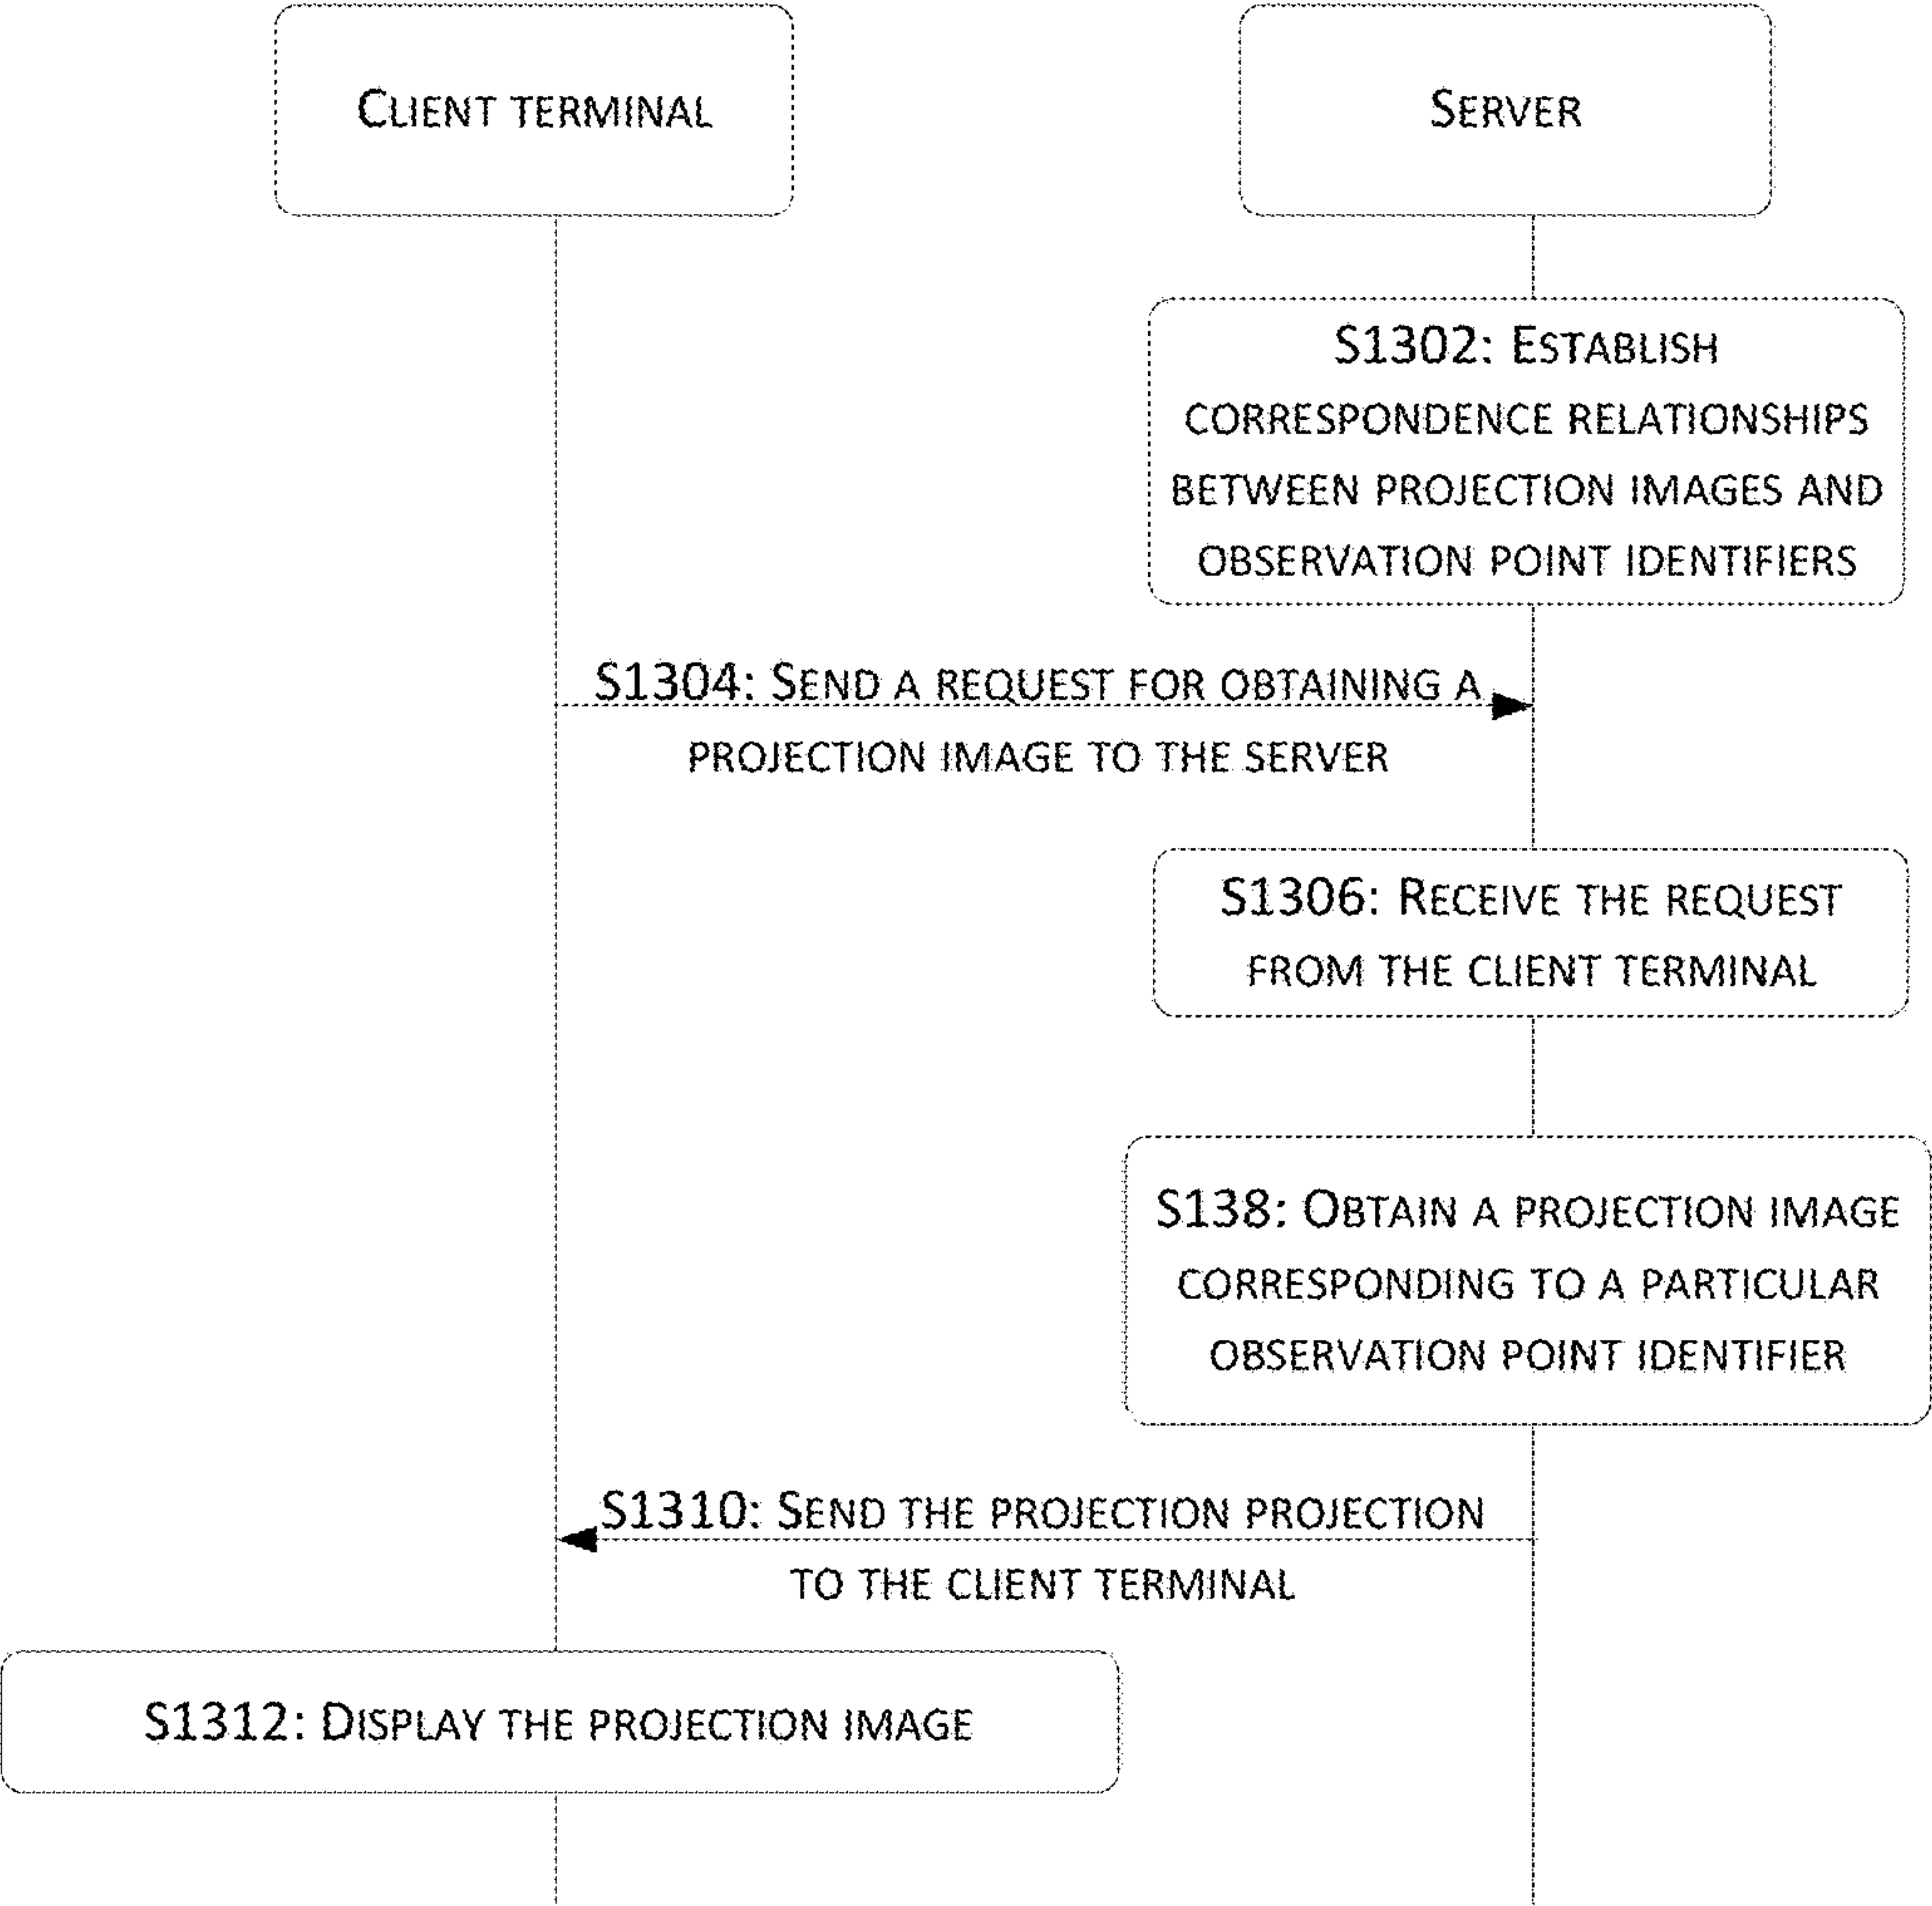 CLIENT TERMINAL
SERVER
S1302: ESTABLISH
CORRESPONDENCE RELATIONSHIPS
BETWEEN PROJECTION IMAGES AND
OBSERVATION POINT IDENTIFIERS
S1304: SEND A REQUEST FOR OBTAINING A
PROJECTION IMAGE TO THE SERVER
S1306: RECEIVE THE REQUEST
FROM THE CLIENT TERMINAL
S138: OBTAIN A PROJECTION IMAGE
CORRESPONDING TO A PARTICULAR
OBSERVATION POINT IDENTIFIER
S1310: SEND THE PROJECTION PROJECTION
TO THE CLIENT TERMINAL
S1312: DISPLAY THE PROJECTION IMAGE